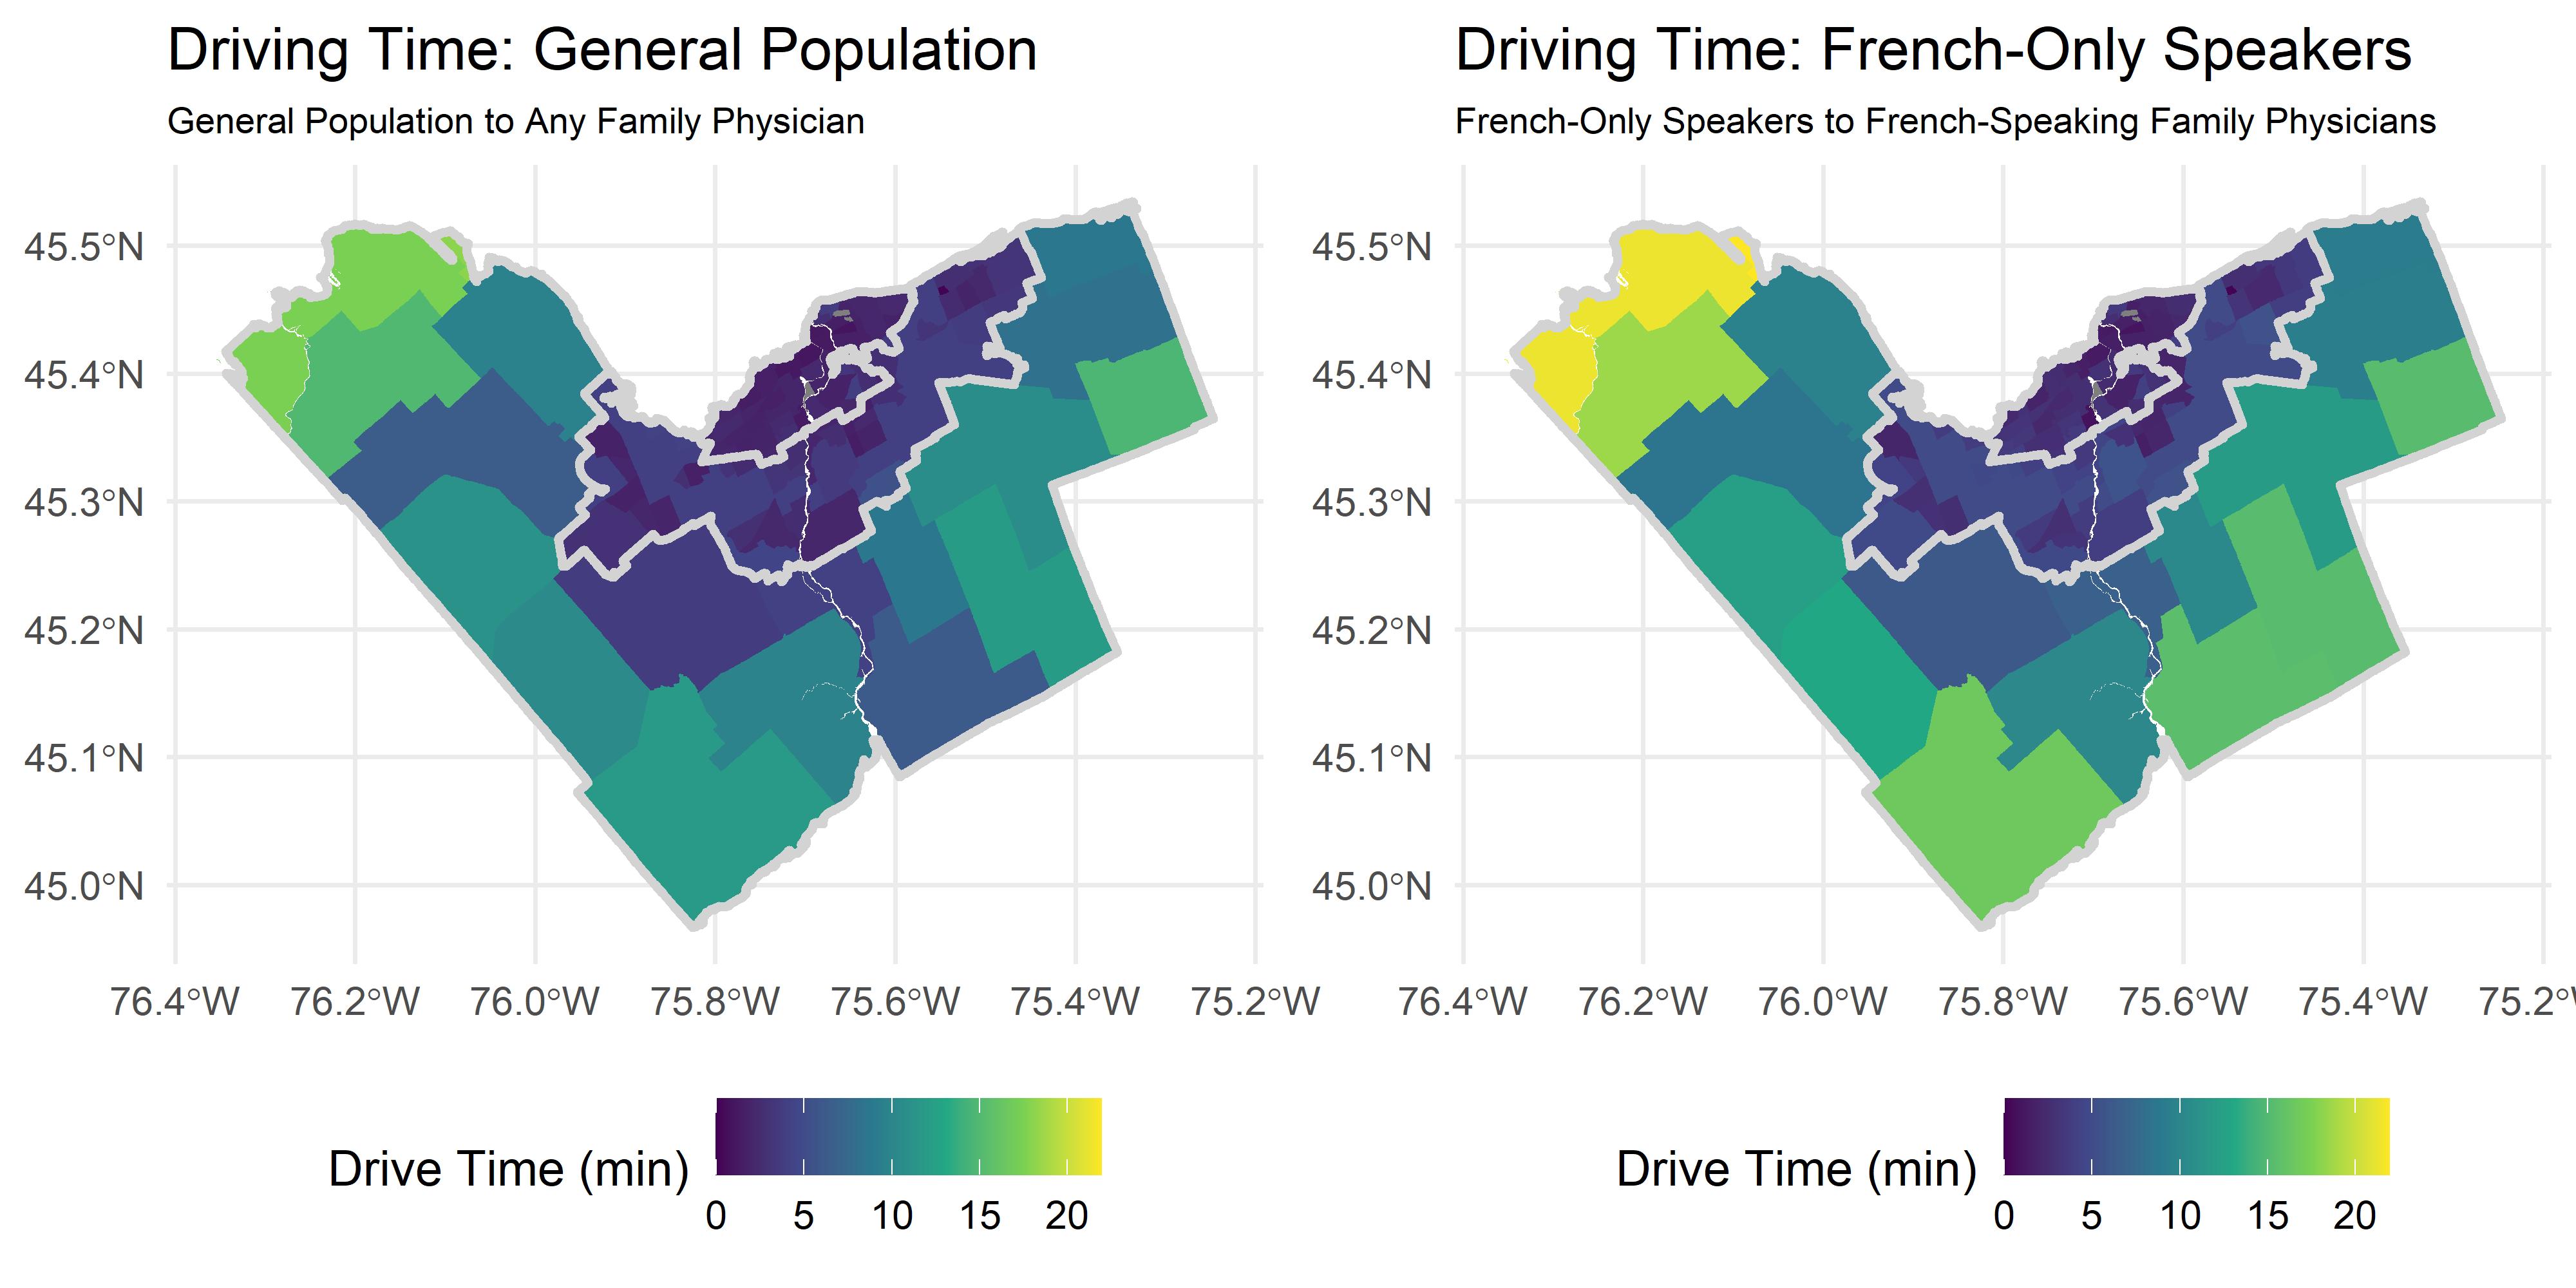 Driving Time: General Population
General Population to Any Family Physician
45.5°N
45.4°N
45.3°N
45.2°N
45.1°N
45.0°N
76.4°W 76.2°W 76.0°W 75.8°W 75.6°W 75.4°W 75.2°W
Drive Time (min)
0 5 10 15 20
Driving Time: French-Only Speakers
French-Only Speakers to French-Speaking Family Physicians
45.5°N
45.4°N
45.3°N
45.2°N
45.1°N
45.0°N
76.4°W 76.2°W 76.0°W 75.8°W 75.6°W 75.4°W 75.2°W
Drive Time (min)
0 5 10 15 20